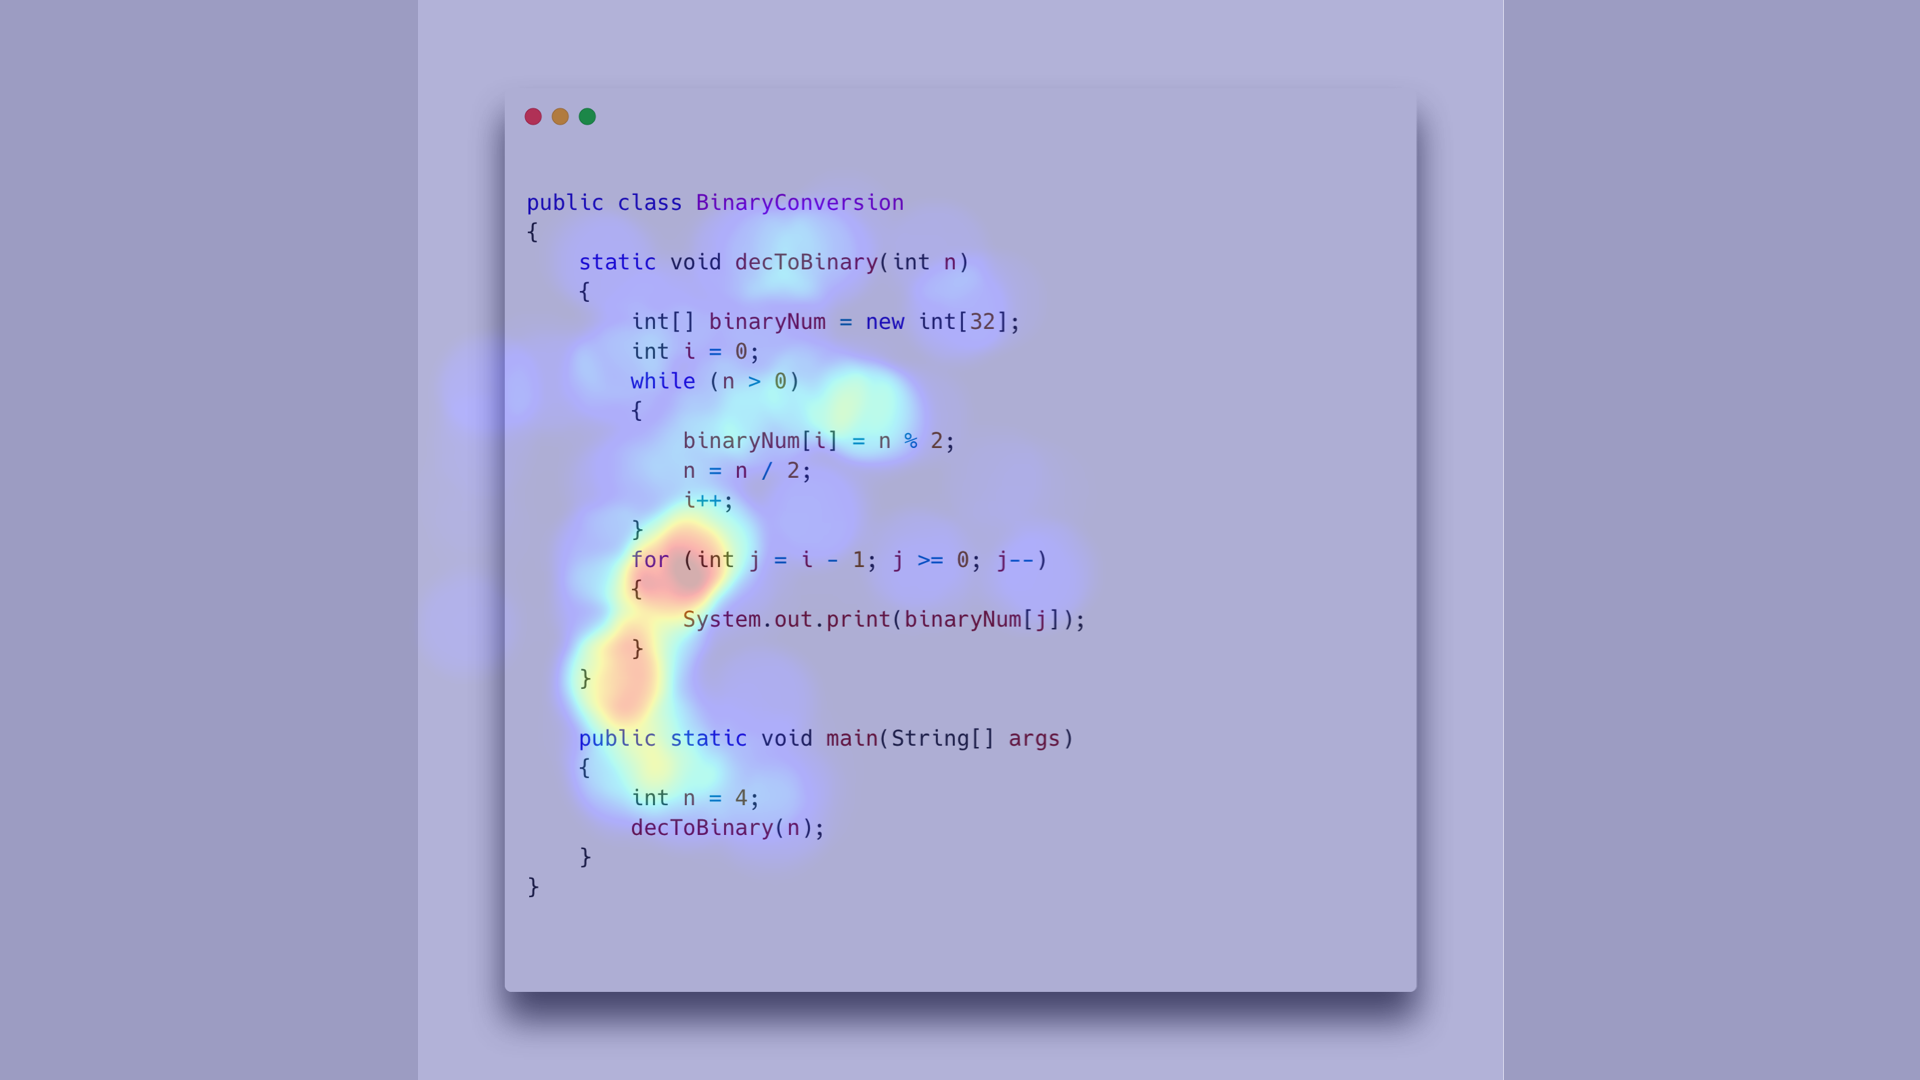 public class BinaryConversion
{
    static void decToBinary(int n)
    {
        int[] binaryNum = new int[32];
        int i = 0;
        while (n > 0)
        {
            binaryNum[i] = n % 2;
            n = n / 2;
            i++;
        }
        for (int j = i - 1; j >= 0; j--)
        {
            System.out.print(binaryNum[j]);
        }
    }

    public static void main(String[] args)
    {
        int n = 4;
        decToBinary(n);
    }
}